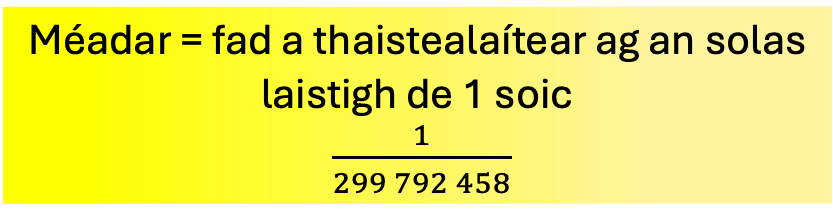 Méadar = fad a thaistealaítear ag an solas
laistigh de 1 soic
1
299 792 458